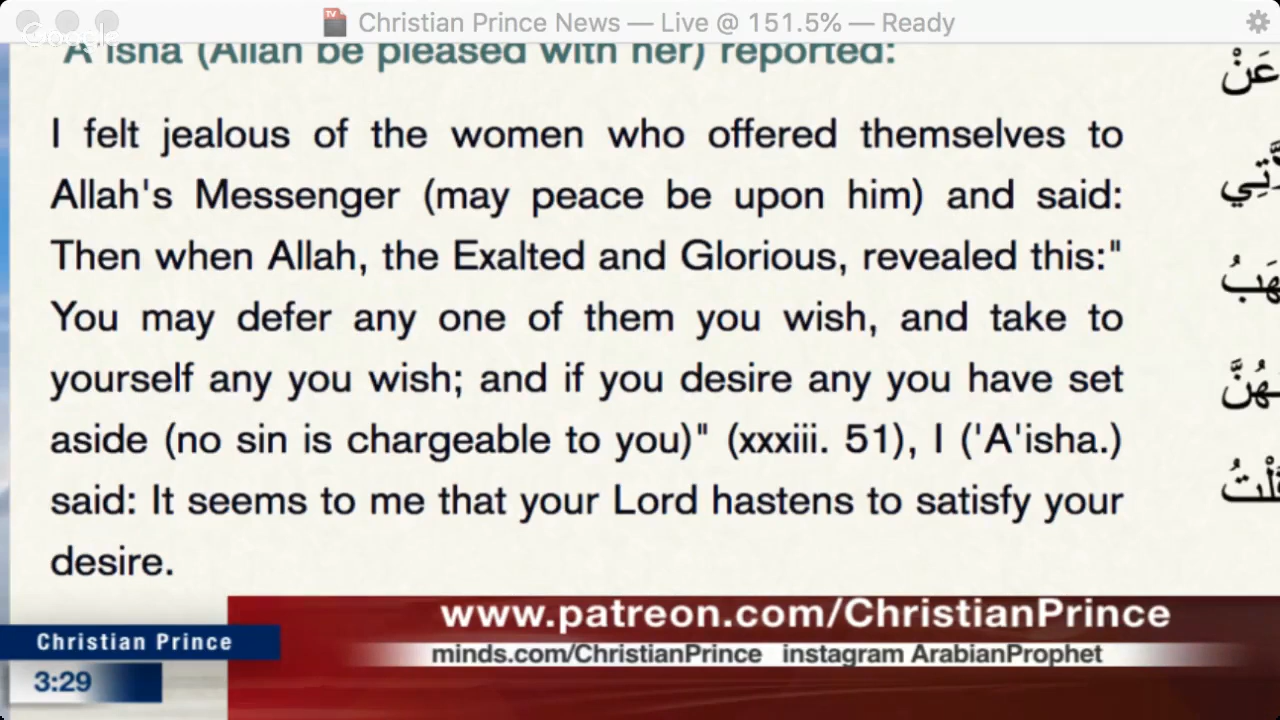 Christian Prince News — Live @ 151.5% — Ready
Google
'A'isha (Allah be pleased with her) reported:
I felt jealous of the women who offered themselves to
Allah's Messenger (may peace be upon him) and said:
Then when Allah, the Exalted and Glorious, revealed this:"
You may defer any one of them you wish, and take to
yourself any you wish; and if you desire any you have set
aside (no sin is chargeable to you)" (xxxiii. 51), I ('A'isha.)
said: It seems to me that your Lord hastens to satisfy your
desire.
عَنْ
www.patreon.com/ChristianPrince
Christian Prince
minds.com/ChristianPrince instagram ArabianProphet
3:29